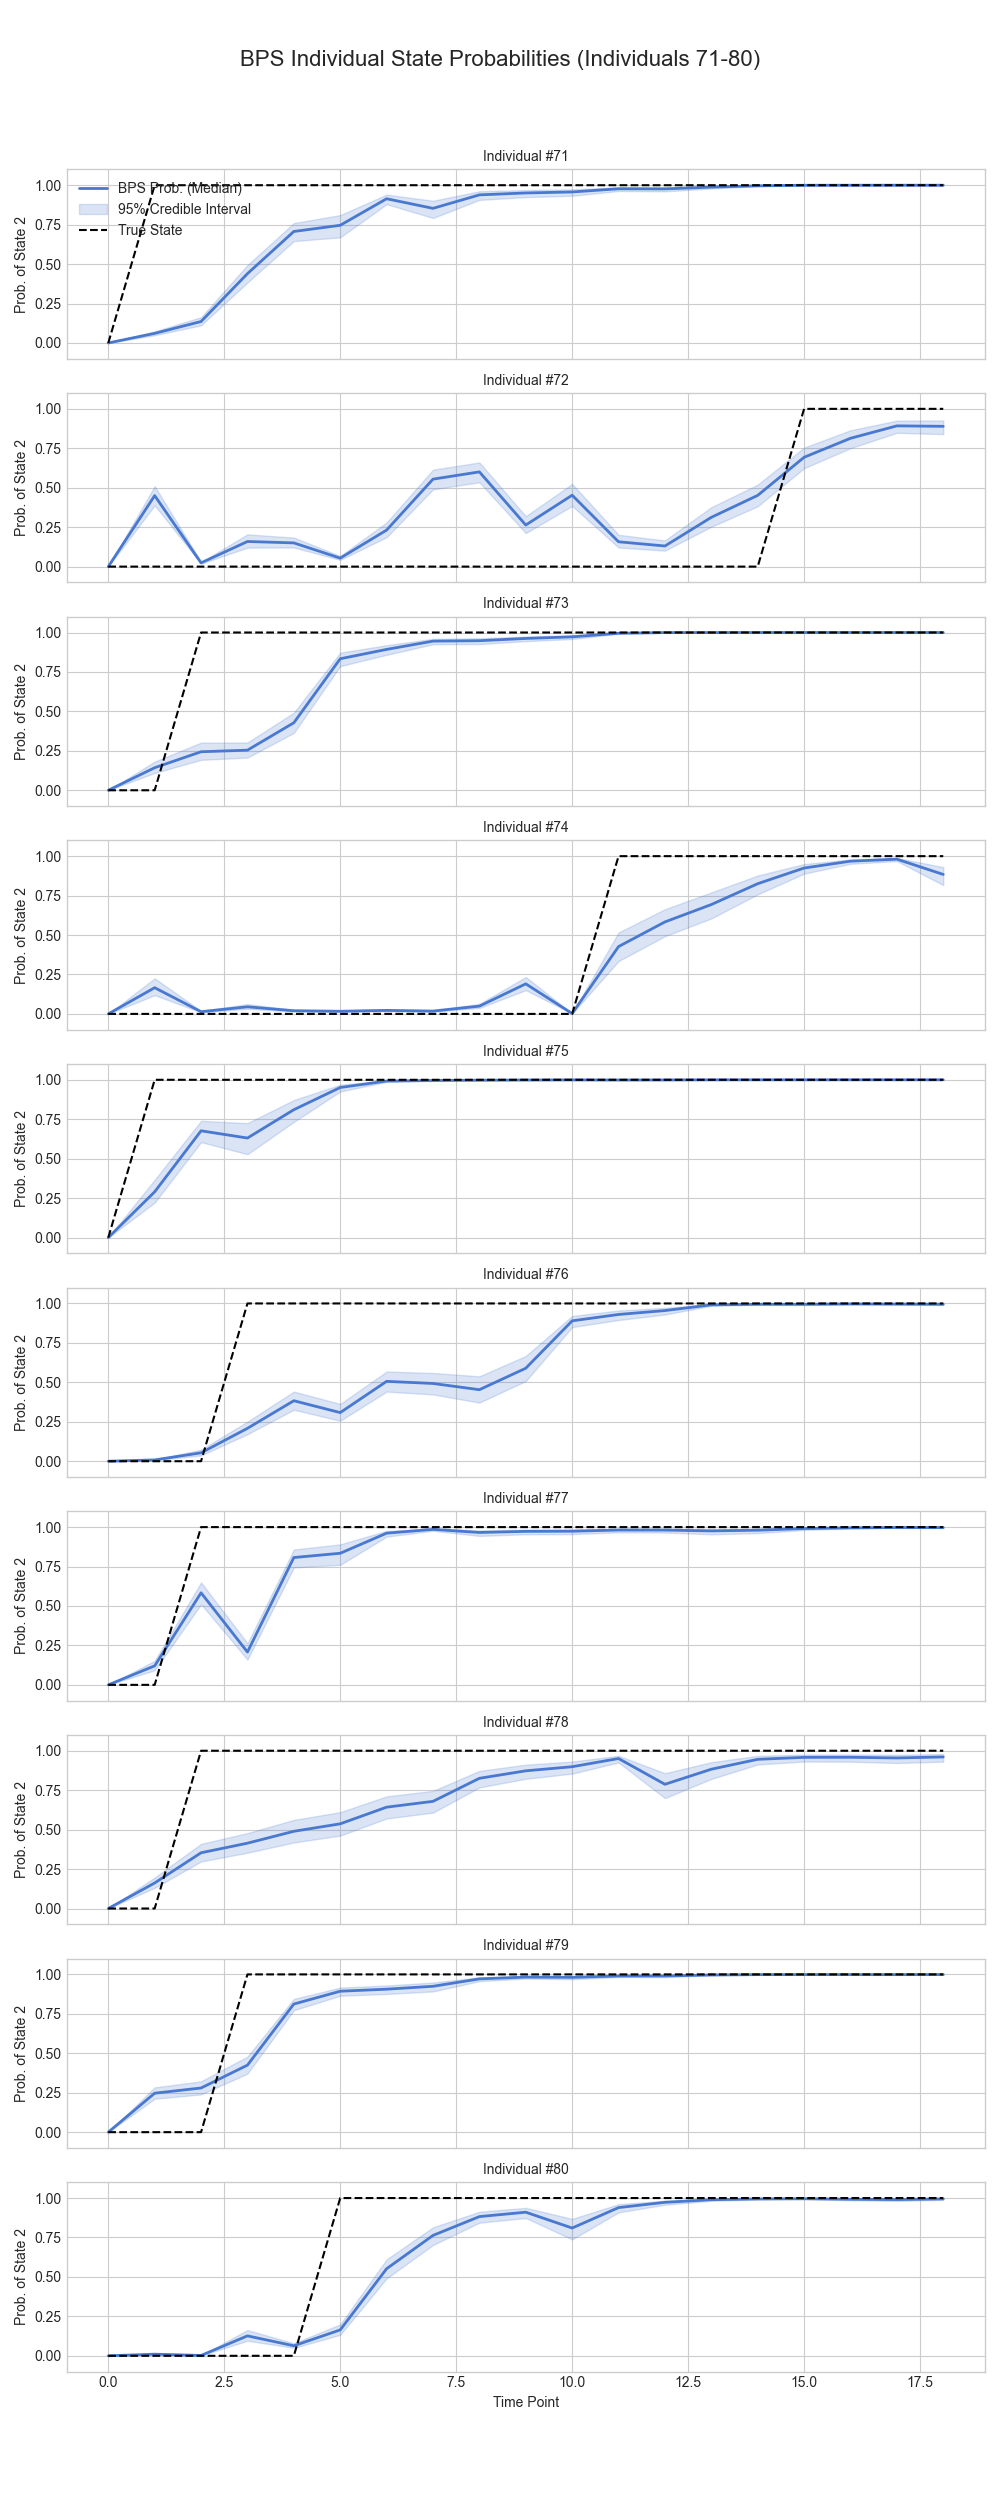 BPS Individual State Probabilities (Individuals 71-80)
Individual #71
BPS Prob. (Median)
95% Credible Interval
True State
Prob. of State 2
1.00
0.75
0.50
0.25
0.00
Individual #72
Prob. of State 2
1.00
0.75
0.50
0.25
0.00
Individual #73
Prob. of State 2
1.00
0.75
0.50
0.25
0.00
Individual #74
Prob. of State 2
1.00
0.75
0.50
0.25
0.00
Individual #75
Prob. of State 2
1.00
0.75
0.50
0.25
0.00
Individual #76
Prob. of State 2
1.00
0.75
0.50
0.25
0.00
Individual #77
Prob. of State 2
1.00
0.75
0.50
0.25
0.00
Individual #78
Prob. of State 2
1.00
0.75
0.50
0.25
0.00
Individual #79
Prob. of State 2
1.00
0.75
0.50
0.25
0.00
Individual #80
Prob. of State 2
1.00
0.75
0.50
0.25
0.00
0.0 2.5 5.0 7.5 10.0 12.5 15.0 17.5
Time Point